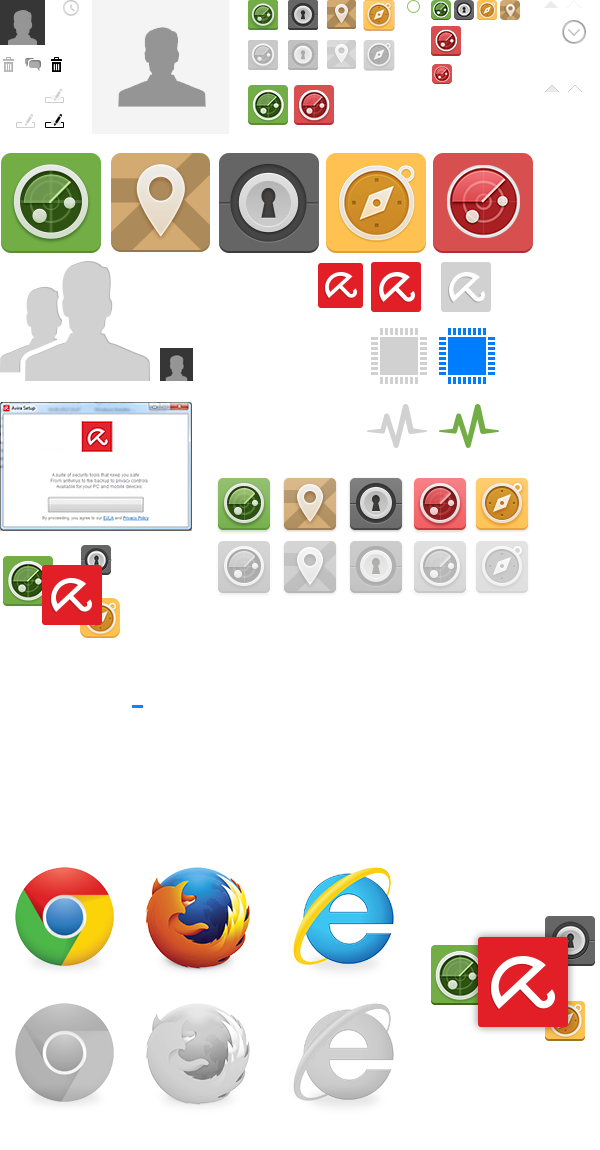 Avira Setup
A suite of security tools that keep you safe
From antivirus to the backup to privacy controls
Available for your PC and mobile devices
By proceeding, you agree to our EULA and Privacy Policy